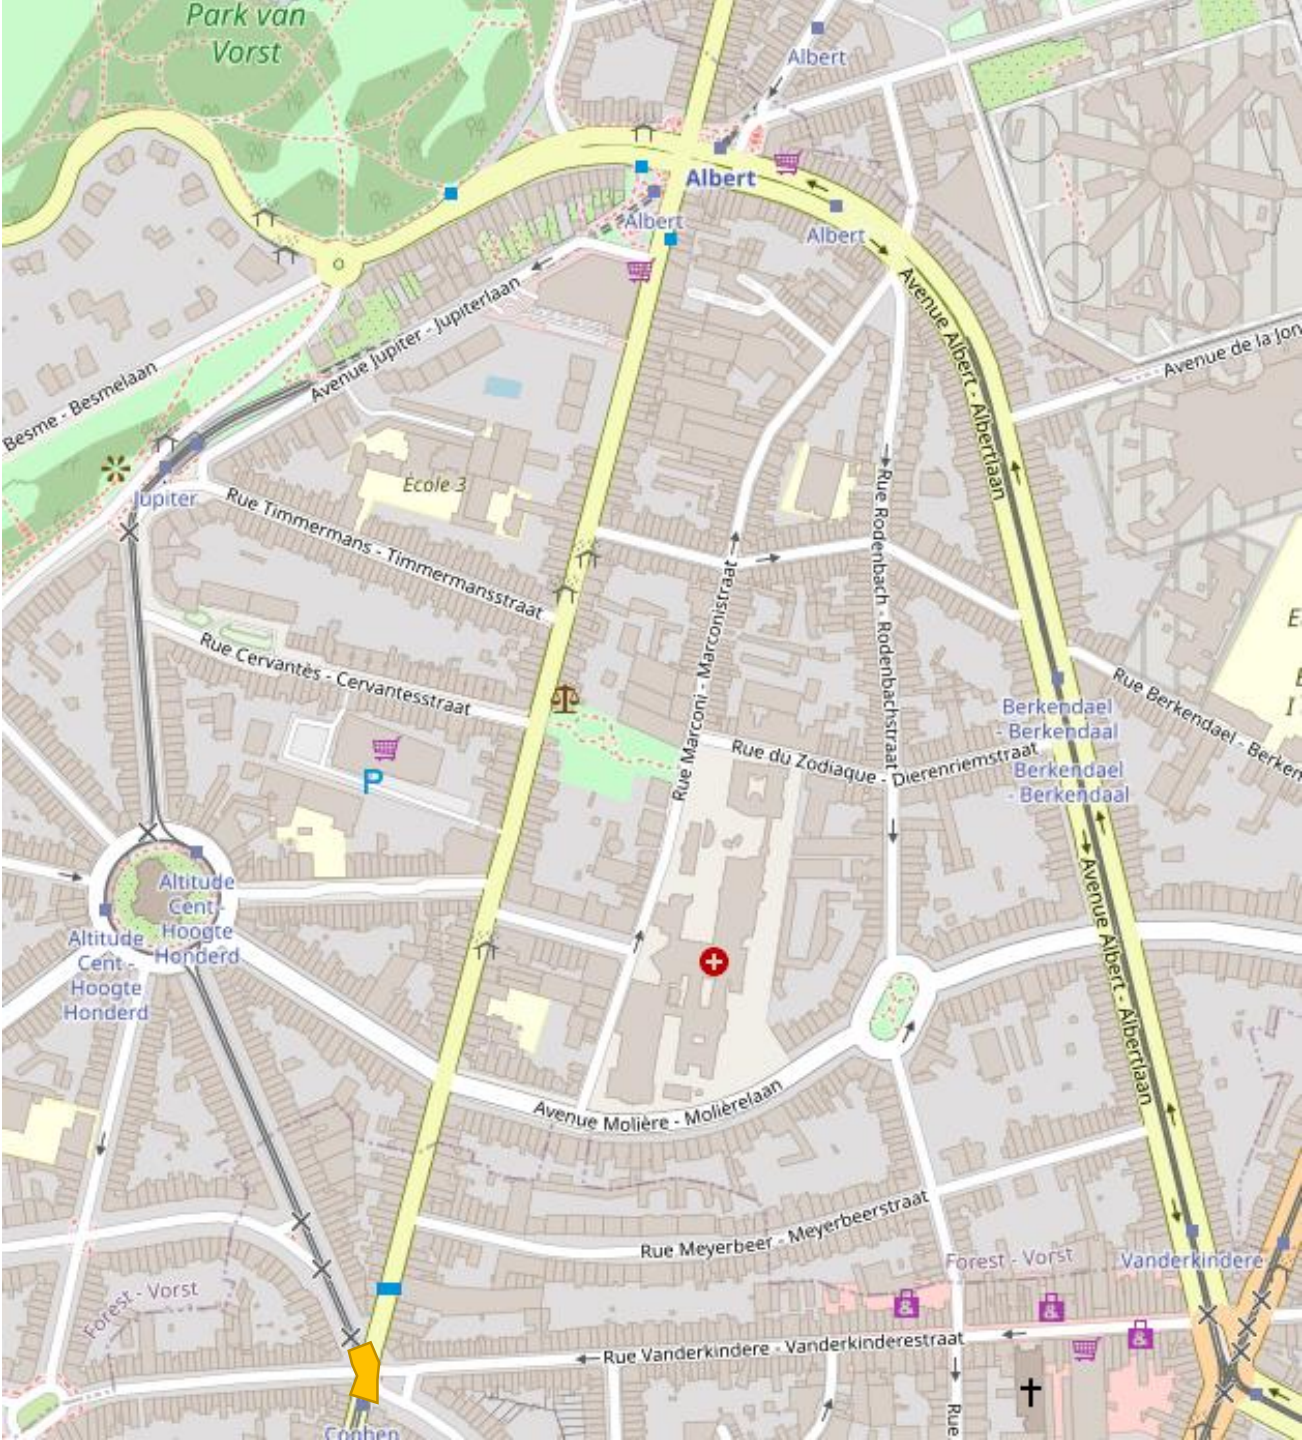 Park van
Vorst
Albert
Albert
Albert
Albert
Avenue Jupiter - Jupiterlaan
Avenue Albert - Albertlaan
Avenue de la Jon
Besme - Besmelaan
Jupiter
École 3
Rue Timmermans - Timmermansstraat
Rue Rodenbach - Rodenbachstraat
Rue Marconi - Marconistraat
Rue Cervantès - Cervantesstraat
E
E
I
Rue Berkendael - Berken
Berkendael
- Berkendaal
Rue du Zodiaque - Dierenriemstraat
Berkendael
- Berkendaal
P
Avenue Albert - Albertlaan
Altitude
Cent -
Hoogte
Honderd
Altitude
Cent -
Hoogte
Honderd
Avenue Molière - Molièrelaan
Rue Meyerbeer - Meyerbeerstraat
Forest - Vorst
Vanderkindere
Forest - Vorst
Rue Vanderkindere - Vanderkinderestraat
Rue
Coghen